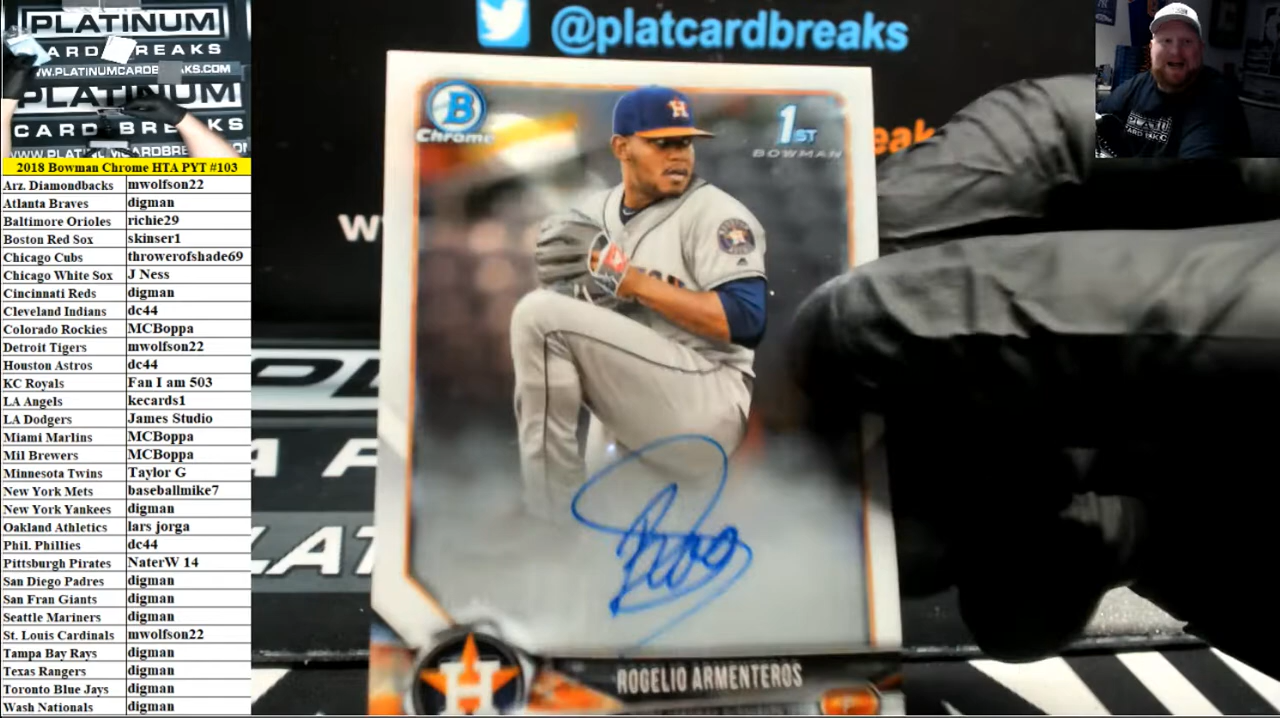 PLATINUM
CARD BREAKS
WWW.PLATINUMCARDBREAKS.COM
PLATINUM
CARD BREAKS
2018 Bowman Chrome HTA PYT #103
Arz. Diamondbacks mwolfson22
Atlanta Braves digman
Baltimore Orioles richie29
Boston Red Sox skinser1
Chicago Cubs throwerofshade69
Chicago White Sox J Ness
Cincinnati Reds digman
Cleveland Indians dc44
Colorado Rockies MCBoppa
Detroit Tigers mwolfson22
Houston Astros dc44
KC Royals Fan I am 503
LA Angels kecards1
LA Dodgers James Studio
Miami Marlins MCBoppa
Mil Brewers MCBoppa
Minnesota Twins Taylor G
New York Mets baseballmike7
New York Yankees digman
Oakland Athletics lars jorga
Phil. Phillies dc44
Pittsburgh Pirates NaterW 14
San Diego Padres digman
San Fran Giants digman
Seattle Mariners digman
St. Louis Cardinals mwolfson22
Tampa Bay Rays digman
Texas Rangers digman
Toronto Blue Jays digman
Wash Nationals digman
@platcardbreaks
B
Chrome
1ST
BOWMAN
H
H
ROGELIO ARMENTEROS
P